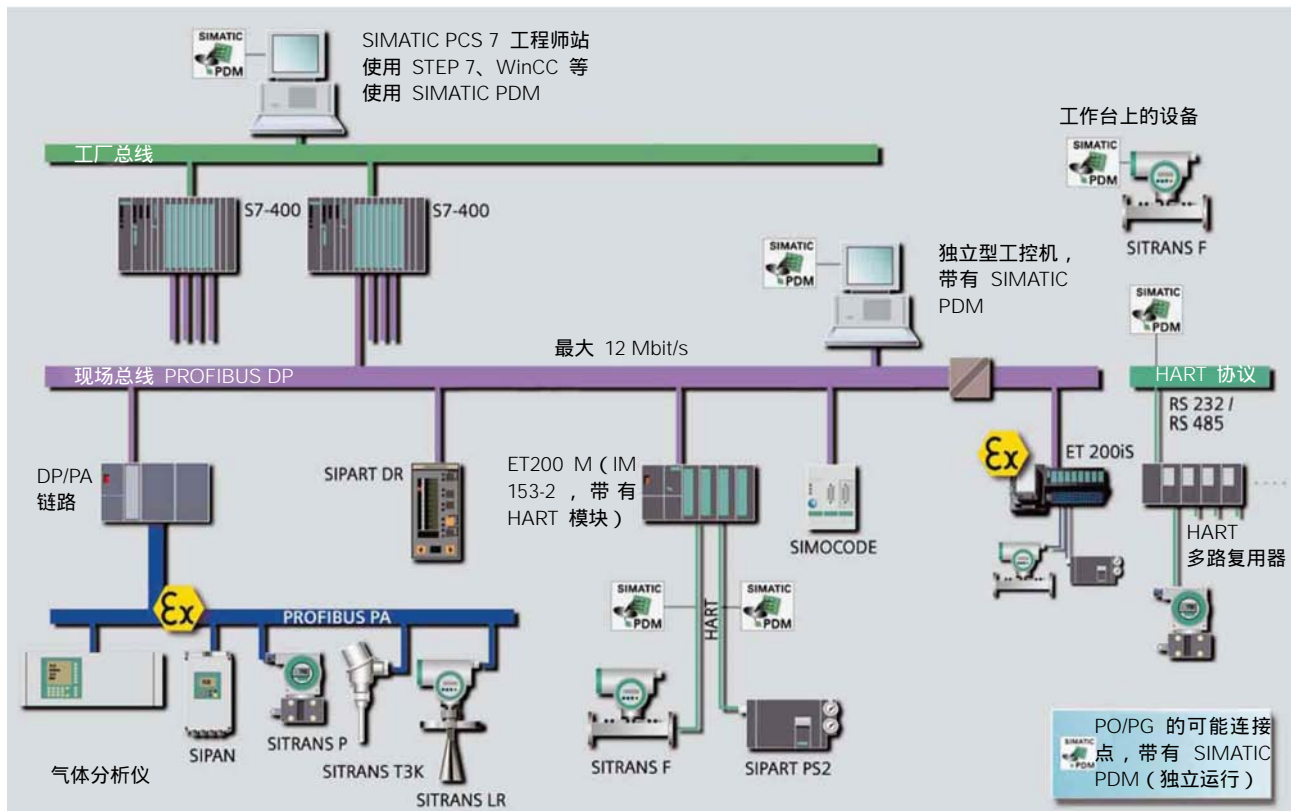 SIMATIC
PDM
SIMATIC PCS 7 工程师站
使用 STEP 7、WinCC 等
使用 SIMATIC PDM
工作台上的设备
SIMATIC
PDM
SITRANS F
工厂总线
S7-400
S7-400
SIMATIC
PDM
独立型工控机，
带有 SIMATIC
PDM
SIMATIC
PDM
最大 12 Mbit/s
现场总线 PROFIBUS DP
HART 协议
RS 232 /
RS 485
DP/PA
链路
SIPART DR
ET200 M（IM
153-2 ，带有
HART 模块）
SIMOCODE
Ex
ET 200iS
HART
多路复用器
Ex
PROFIBUS PA
SIMATIC
PDM
HART
SIMATIC
PDM
气体分析仪
SIPAN
SITRANS P
SITRANS T3K
SITRANS LR
SITRANS F
SIPART PS2
SIMATIC
PDM
PO/PG 的可能连接
点，带有 SIMATIC
PDM（独立运行）